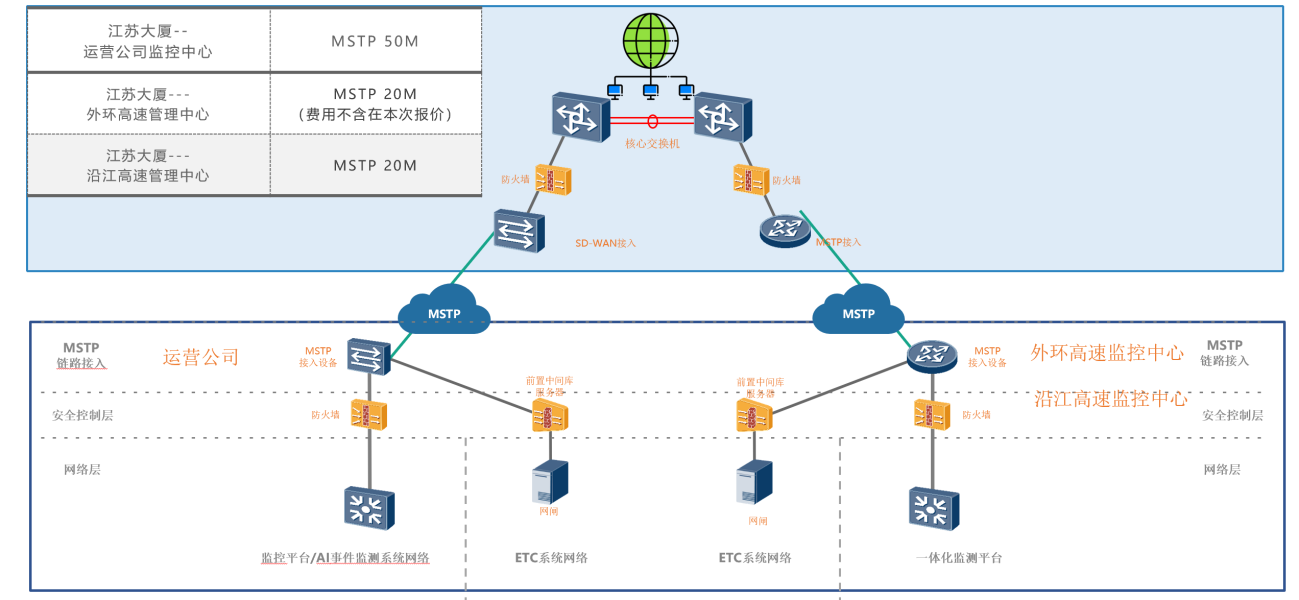 江苏大厦--
运营公司监控中心
MSTP 50M
江苏大厦---
外环高速管理中心
MSTP 20M
(费用不含在本次报价)
江苏大厦---
沿江高速管理中心
MSTP 20M
核心交换机
防火墙
防火墙
SD-WAN接入
MSTP接入
MSTP
MSTP
MSTP
链路接入
运营公司
MSTP
接入设备
MSTP
接入设备
外环高速监控中心
MSTP
链路接入
前置中间库
服务器
前置中间库
服务器
沿江高速监控中心
安全控制层
防火墙
防火墙
安全控制层
网络层
网络层
网闸
网闸
监控平台/AI事件监测系统网络
ETC系统网络
ETC系统网络
一体化监测平台